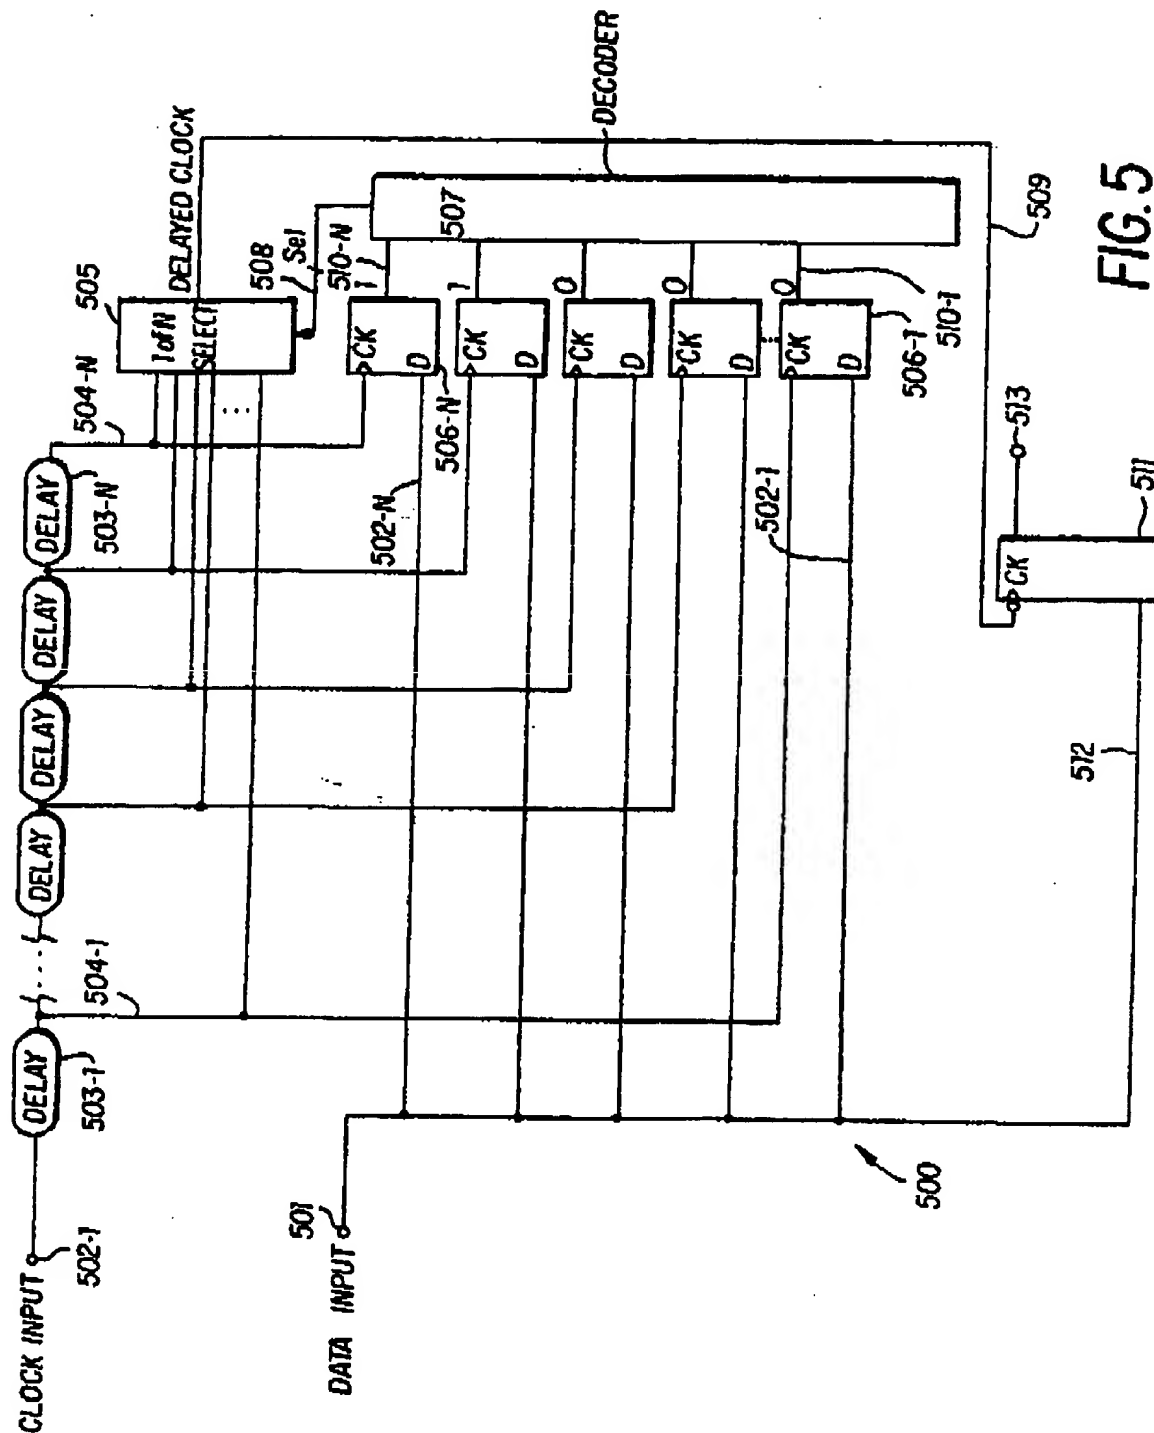 CLOCK INPUT
502-1
DELAY
503-1
504-1
DELAY
DELAY
DELAY
DELAY
503-N
504-N
505
1 of N
SELECT
DELAYED CLOCK
508
Sel
510-N
507
DECODER
DATA INPUT
501
502-N
CK
D
1
506-N
CK
D
1
CK
D
0
CK
D
0
502-1
CK
D
0
506-1
510-1
509
500
512
CK
511
513
FIG. 5